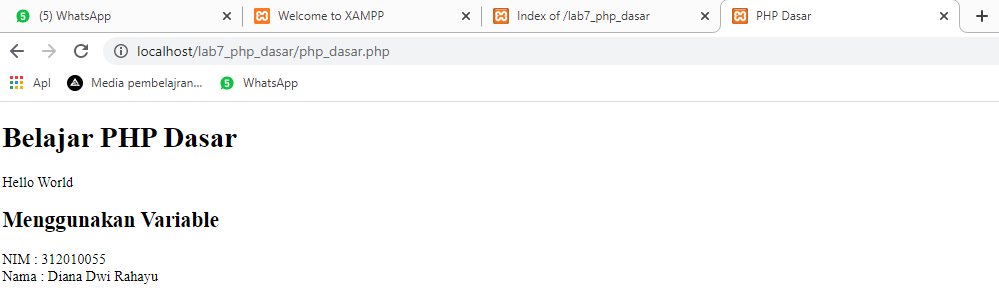 (5) WhatsApp
Welcome to XAMPP
Index of /lab7_php_dasar
PHP Dasar
localhost/lab7_php_dasar/php_dasar.php
Apl
Media pembelajran...
5
WhatsApp
Belajar PHP Dasar
Hello World
Menggunakan Variable
NIM : 312010055
Nama : Diana Dwi Rahayu